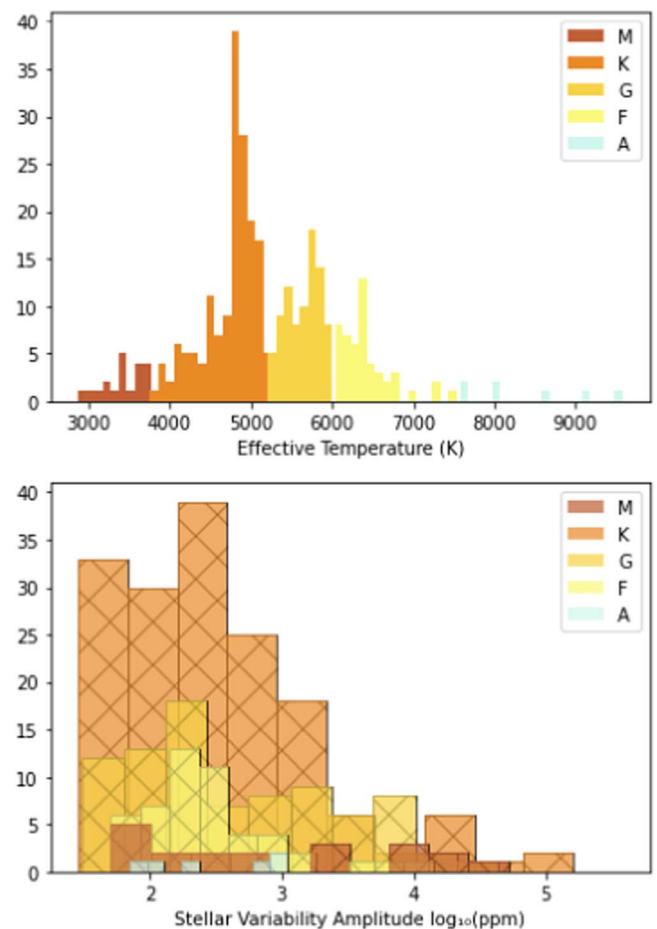 40
35
30
25
20
15
10
5
0
M
K
G
F
A
3000 4000 5000 6000 7000 8000 9000
Effective Temperature (K)
40
35
30
25
20
15
10
5
0
M
K
G
F
A
2 3 4 5
Stellar Variability Amplitude log₁₀(ppm)